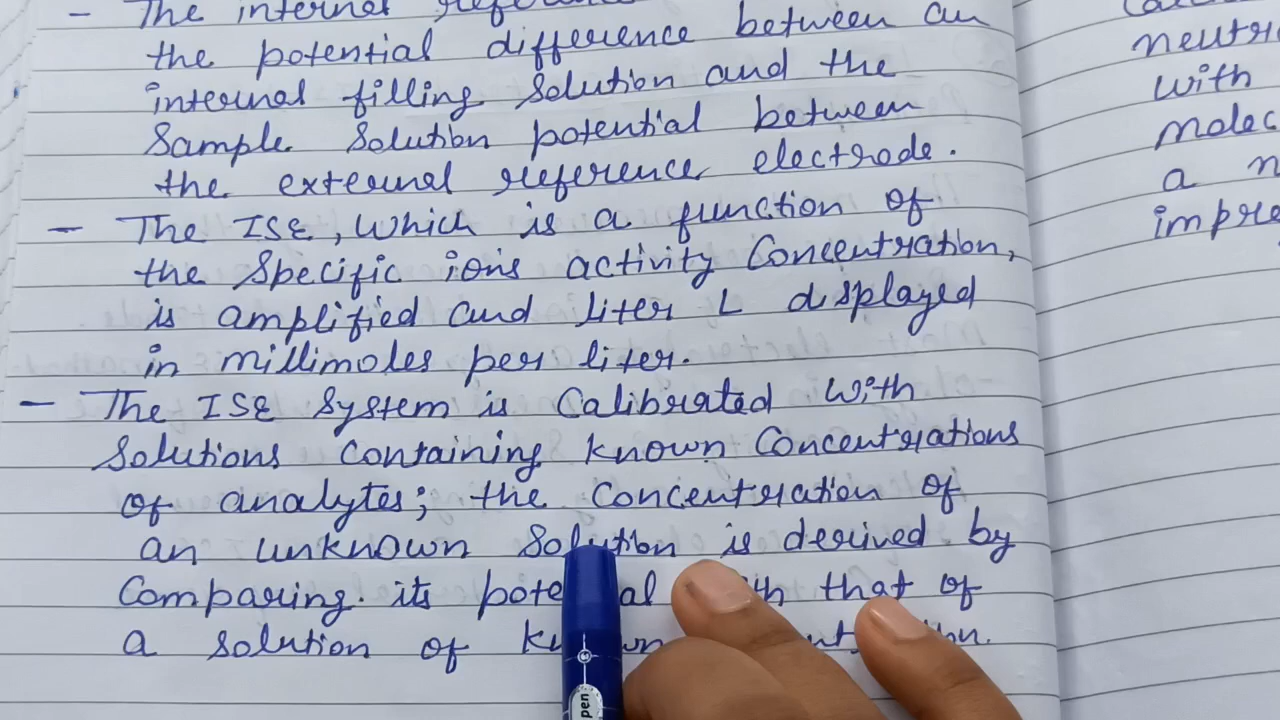 - The internal
the potential difference between an
internal filling solution and the
Sample Solution potential between
the external reference electrode.
- The ISE, which is a function of
the specific ion's activity concentration,
is amplified and liter L displayed
in millimoles per liter.
- The ISE System is Calibrated with
Solutions containing known concentrations
of analytes; the concentration of
an unknown solution is derived by
Comparing its that of
a solution of
neutr
with
molec
a n
impre
pen